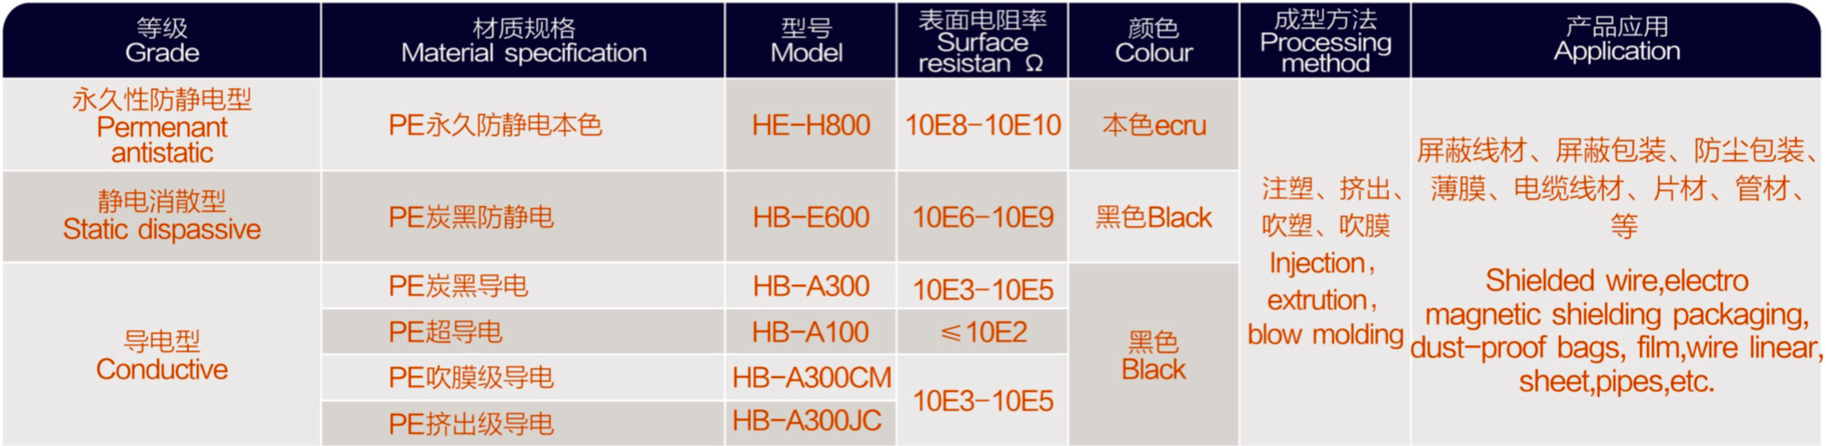 等级
Grade
材质规格
Material specification
型号
Model
表面电阻率
Surface
resistan Ω
颜色
Colour
成型方法
Processing
method
产品应用
Application
永久性防静电型
Permenant
antistatic
PE永久防静电本色
HE-H800
10E8-10E10
本色ecru
静电消散型
Static dispassive
PE炭黑防静电
HB-E600
10E6-10E9
黑色Black
导电型
Conductive
PE炭黑导电
HB-A300
10E3-10E5
PE超导电
HB-A100
≤10E2
PE吹膜级导电
HB-A300CM
PE挤出级导电
HB-A300JC
10E3-10E5
黑色
Black
注塑、挤出、
吹塑、吹膜
Injection,
extrution,
blow molding
屏蔽线材、屏蔽包装、防尘包装、
薄膜、电缆线材、片材、管材、
等
Shielded wire,electro
magnetic shielding packaging,
dust-proof bags, film,wire linear,
sheet,pipes,etc.